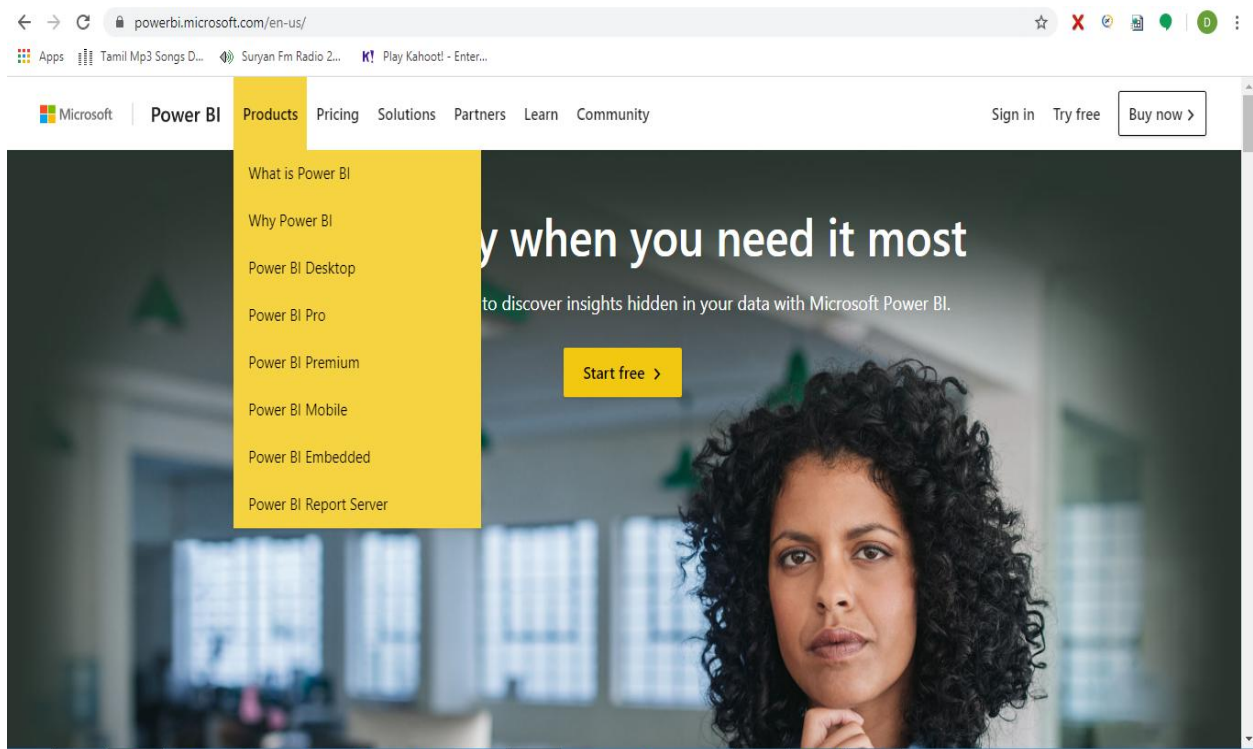 powerbi.microsoft.com/en-us/
D
Apps Tamil Mp3 Songs D... Suryan Fm Radio 2... K! Play Kahoot! - Enter...
Microsoft Power BI Products Pricing Solutions Partners Learn Community Sign in Try free Buy now >
What is Power BI
Why Power BI
Power BI Desktop
Power BI Pro
Power BI Premium
Power BI Mobile
Power BI Embedded
Power BI Report Server
y when you need it most
to discover insights hidden in your data with Microsoft Power BI.
Start free >